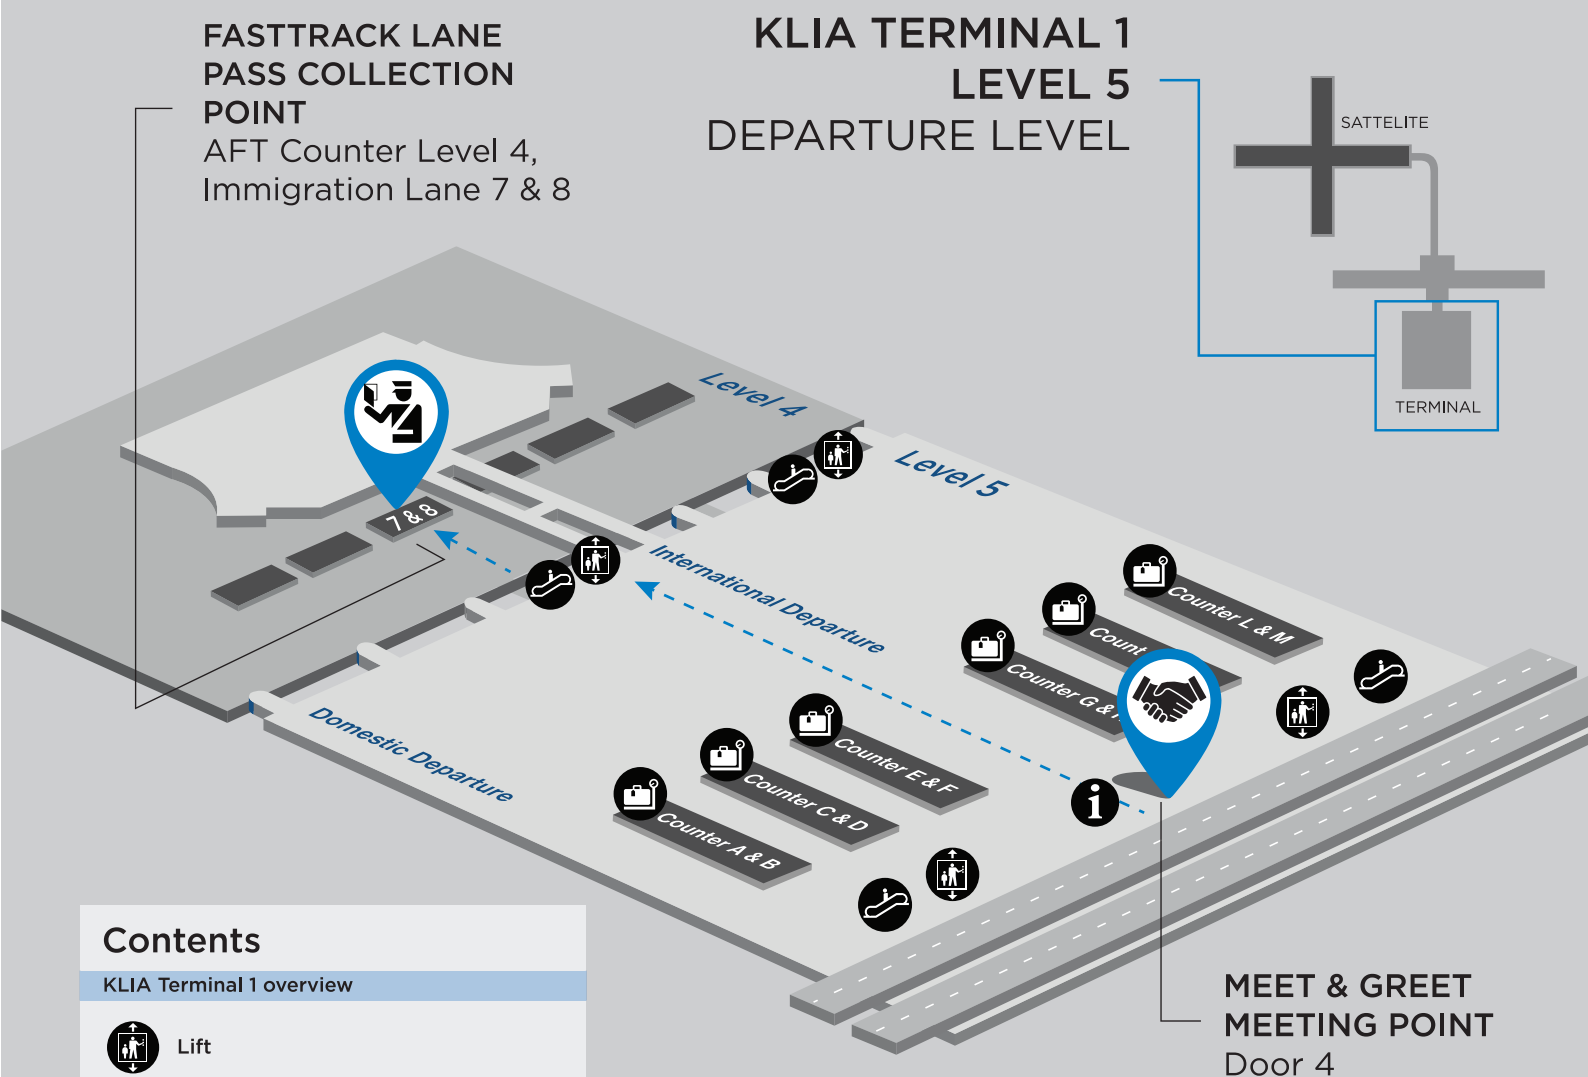 FASTTRACK LANE
PASS COLLECTION
POINT
AFT Counter Level 4,
Immigration Lane 7 & 8
KLIA TERMINAL 1
LEVEL 5
DEPARTURE LEVEL
SATTELITE
TERMINAL
Level 4
Level 5
7 & 8
International Departure
Domestic Departure
Counter L & M
Count
Counter G &
Counter E & F
Counter C & D
Counter A & B
i
Contents
KLIA Terminal 1 overview
Lift
MEET & GREET
MEETING POINT
Door 4